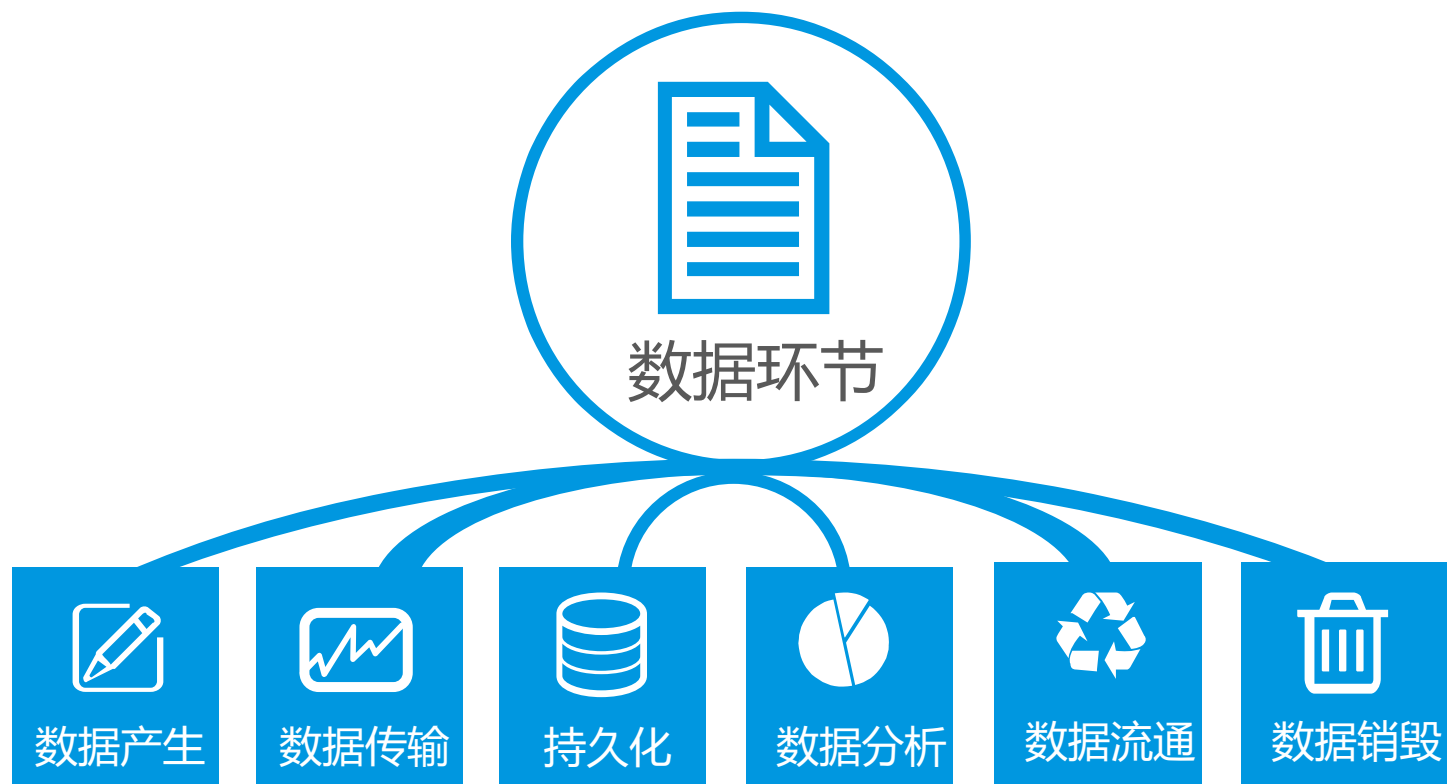 数据环节
数据产生
数据传输
持久化
数据分析
数据流通
数据销毁